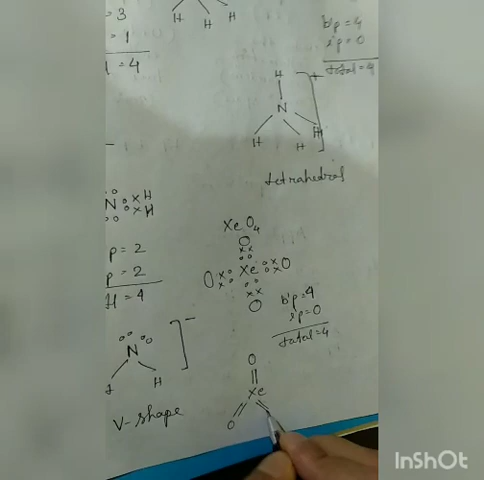 = 3
= 1
= 4
H H H
b'p = 4
l'p = 0
total = 4
H
+
N
H H H
tetrahedral
N H
H
p = 2
p = 2
H = 4
N
H
V-shape
XeO4
O
O Xe O
O
b'p = 4
l'p = 0
total = 4
O
Xe
O
InShOt